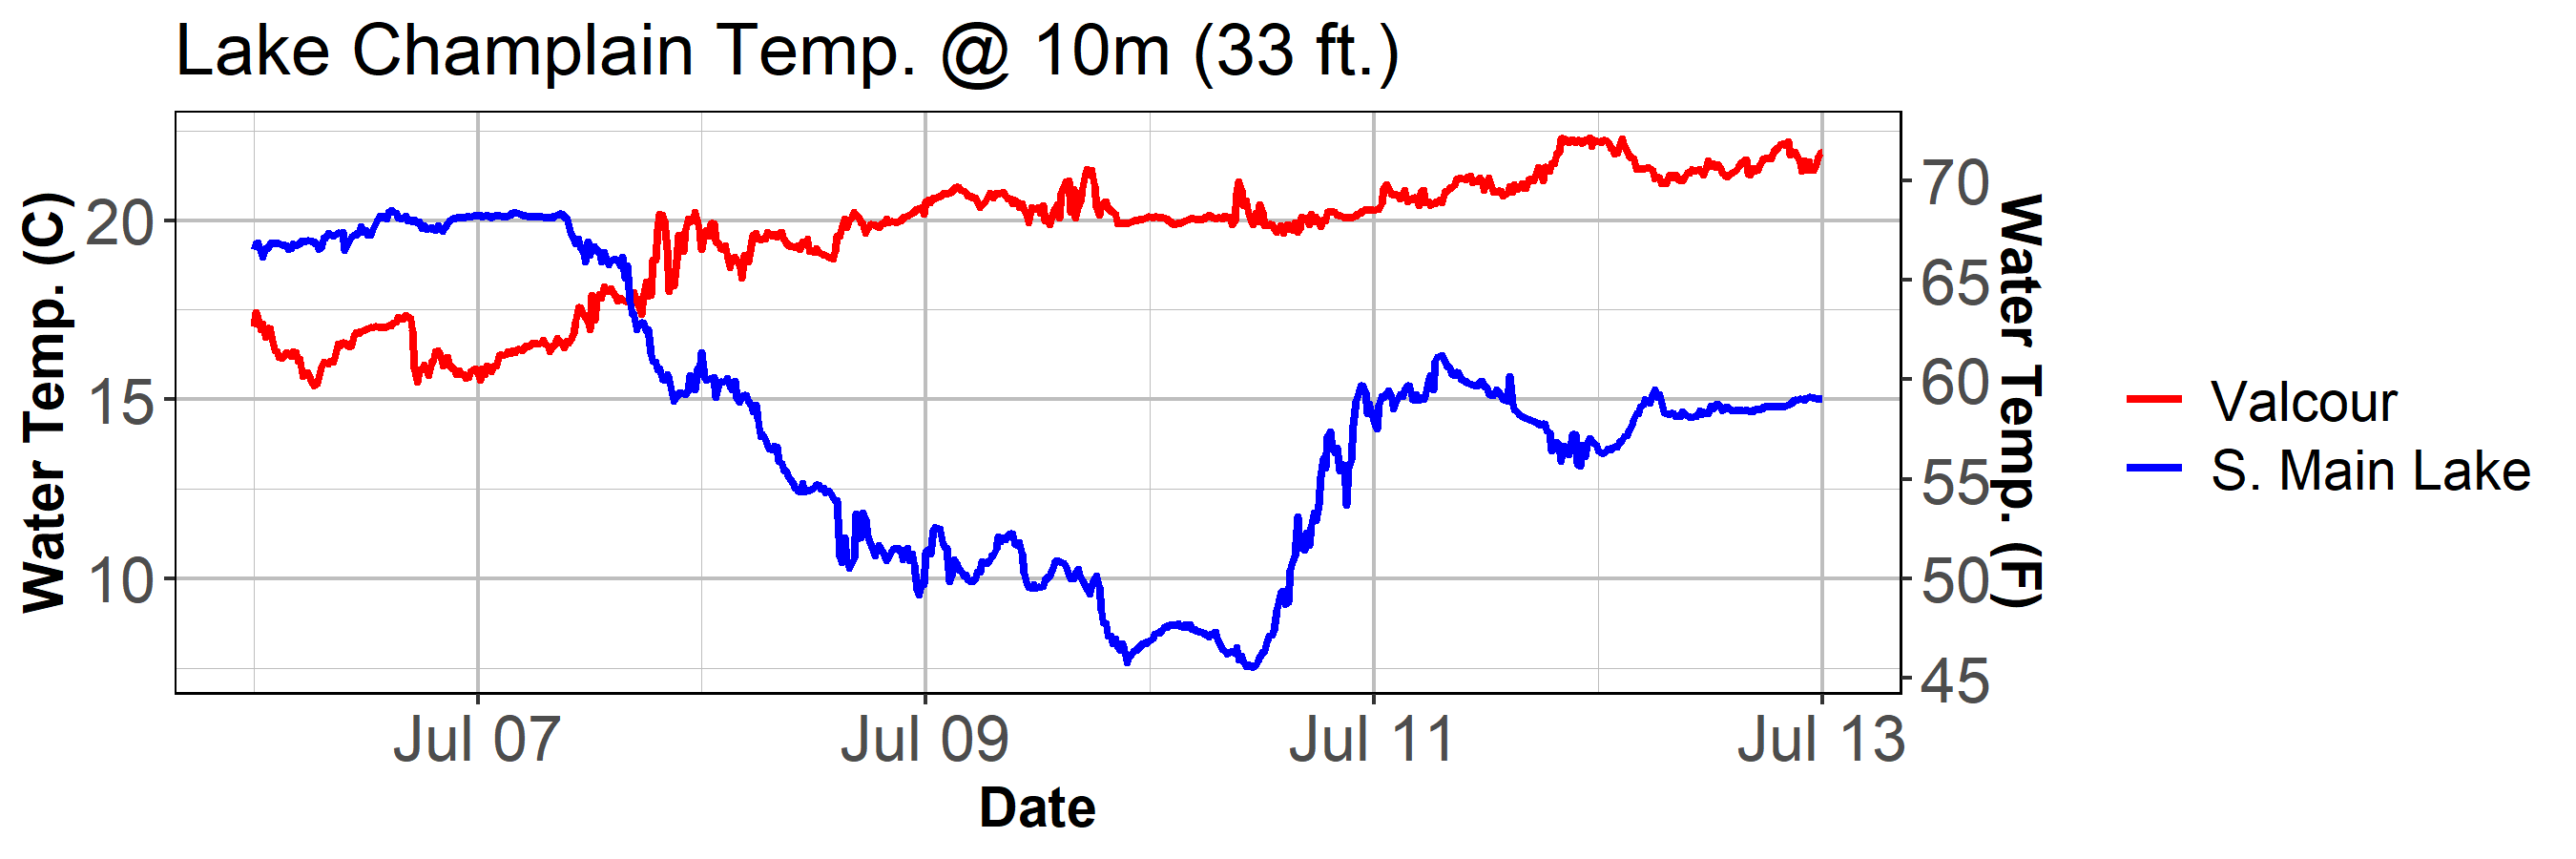 Lake Champlain Temp. @ 10m (33 ft.)
Water Temp. (C)
20
15
10
70
65
60
55
50
45
Water Temp. (F)
Jul 07
Jul 09
Jul 11
Jul 13
Date
Valcour
S. Main Lake